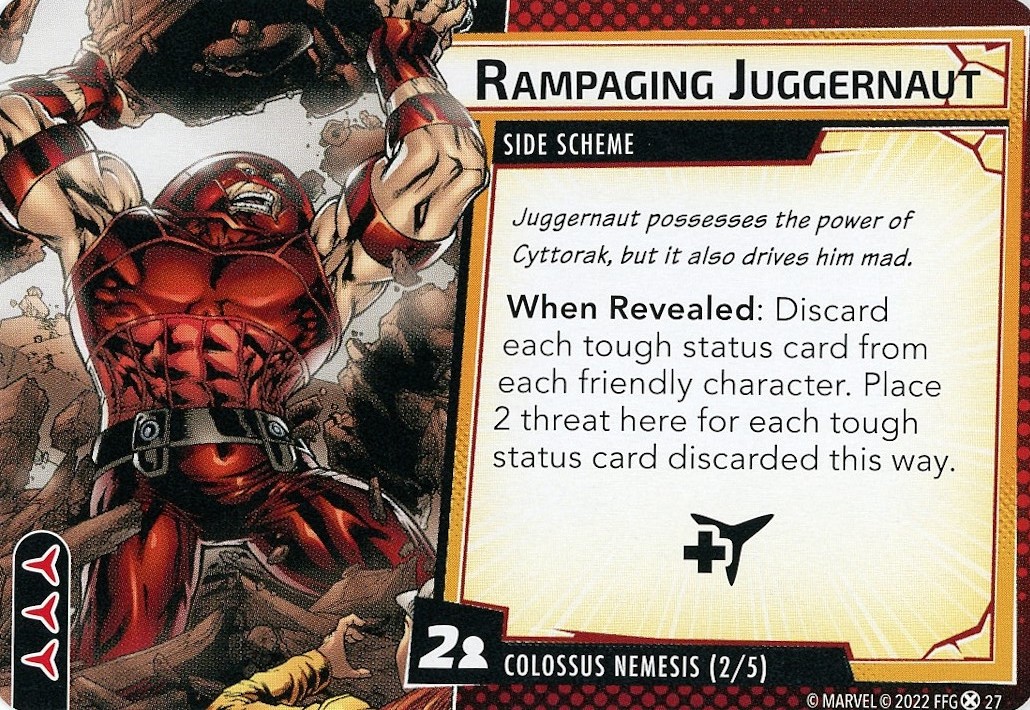 RAMPAGING JUGGERNAUT
SIDE SCHEME
Juggernaut possesses the power of
Cyttorak, but it also drives him mad.
When Revealed: Discard
each tough status card from
each friendly character. Place
2 threat here for each tough
status card discarded this way.
2
COLOSSUS NEMESIS (2/5)
© MARVEL © 2022 FFG 27